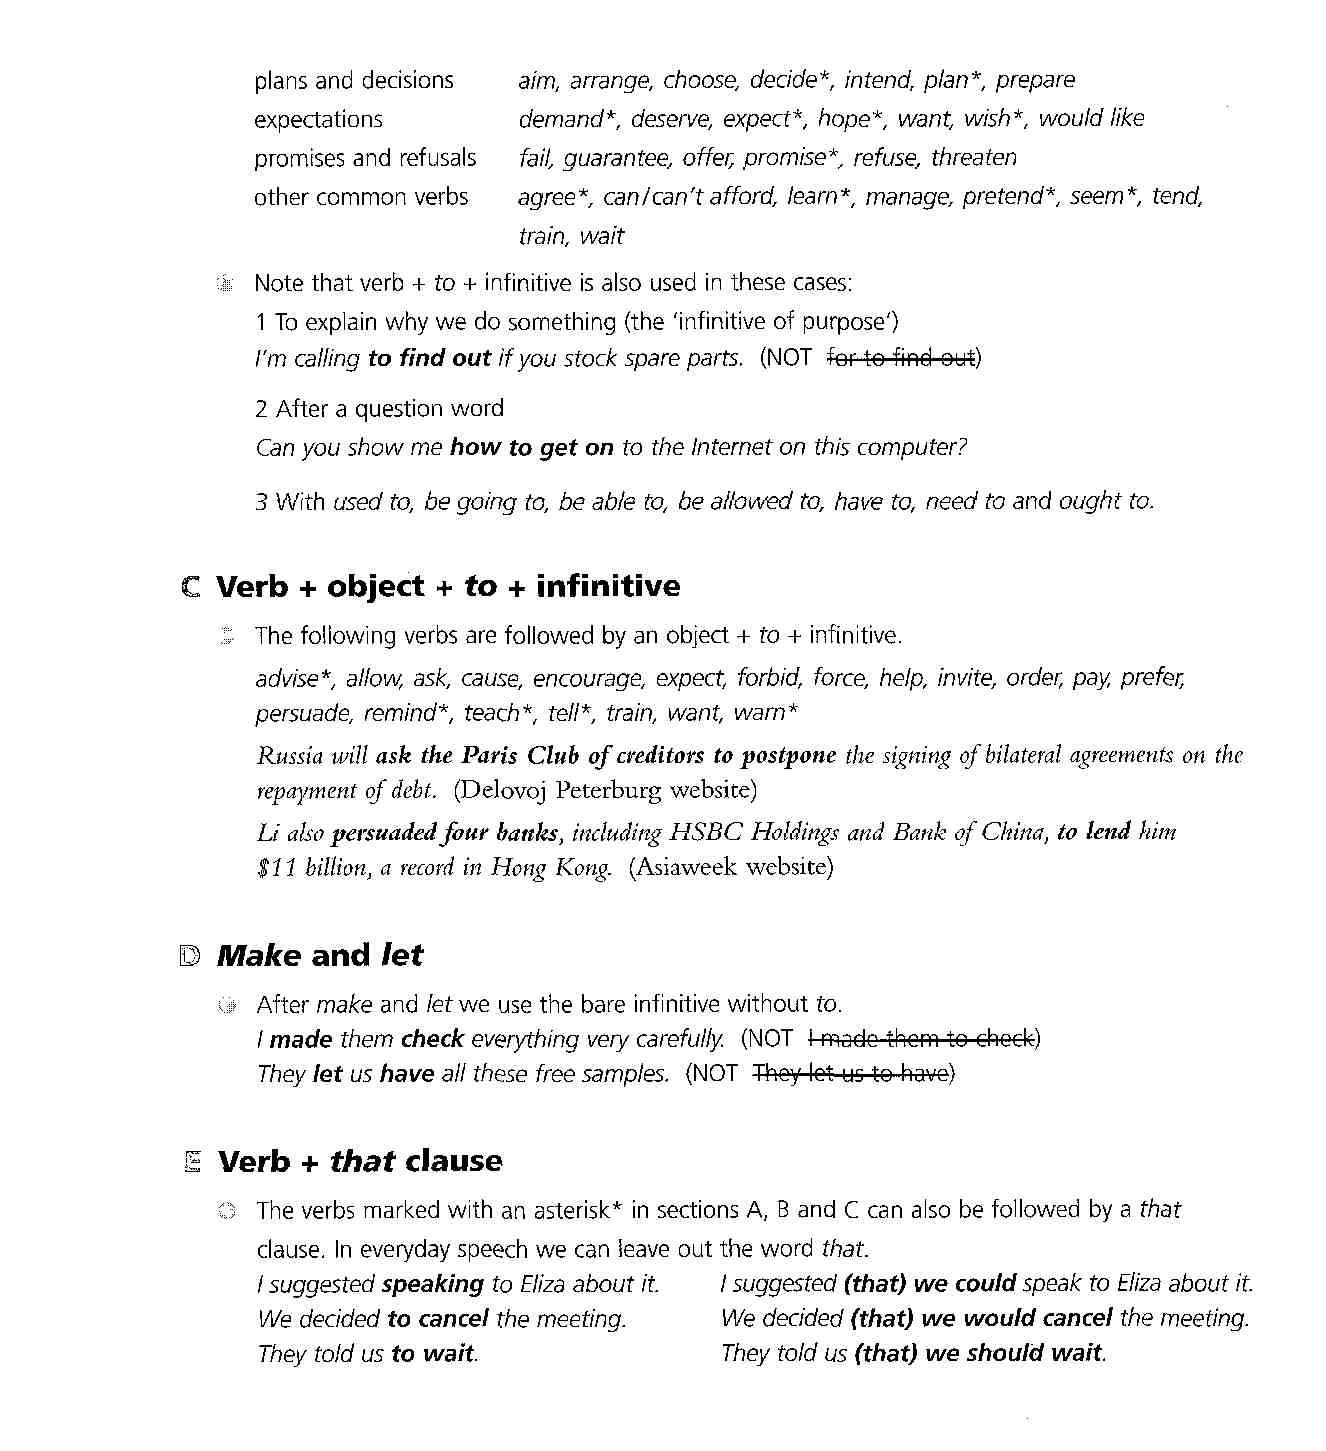 plans and decisions aim, arrange, choose, decide*, intend, plan*, prepare
expectations demand*, deserve, expect*, hope*, want, wish*, would like
promises and refusals fail, guarantee, offer, promise*, refuse, threaten
other common verbs agree*, can/can't afford, learn*, manage, pretend*, seem*, tend,
train, wait
Note that verb + to + infinitive is also used in these cases:
1 To explain why we do something (the 'infinitive of purpose')
I'm calling to find out if you stock spare parts. (NOT for to find out)
2 After a question word
Can you show me how to get on to the Internet on this computer?
3 With used to, be going to, be able to, be allowed to, have to, need to and ought to.
C Verb + object + to + infinitive
The following verbs are followed by an object + to + infinitive.
advise*, allow, ask, cause, encourage, expect, forbid, force, help, invite, order, pay, prefer,
persuade, remind*, teach*, tell*, train, want, warn*
Russia will ask the Paris Club of creditors to postpone the signing of bilateral agreements on the
repayment of debt. (Delovoj Peterburg website)
Li also persuaded four banks, including HSBC Holdings and Bank of China, to lend him
$11 billion, a record in Hong Kong. (Asiaweek website)
D Make and let
After make and let we use the bare infinitive without to.
I made them check everything very carefully. (NOT I made them to check)
They let us have all these free samples. (NOT They let us to have)
E Verb + that clause
The verbs marked with an asterisk* in sections A, B and C can also be followed by a that
clause. In everyday speech we can leave out the word that.
I suggested speaking to Eliza about it. I suggested (that) we could speak to Eliza about it.
We decided to cancel the meeting. We decided (that) we would cancel the meeting.
They told us to wait. They told us (that) we should wait.